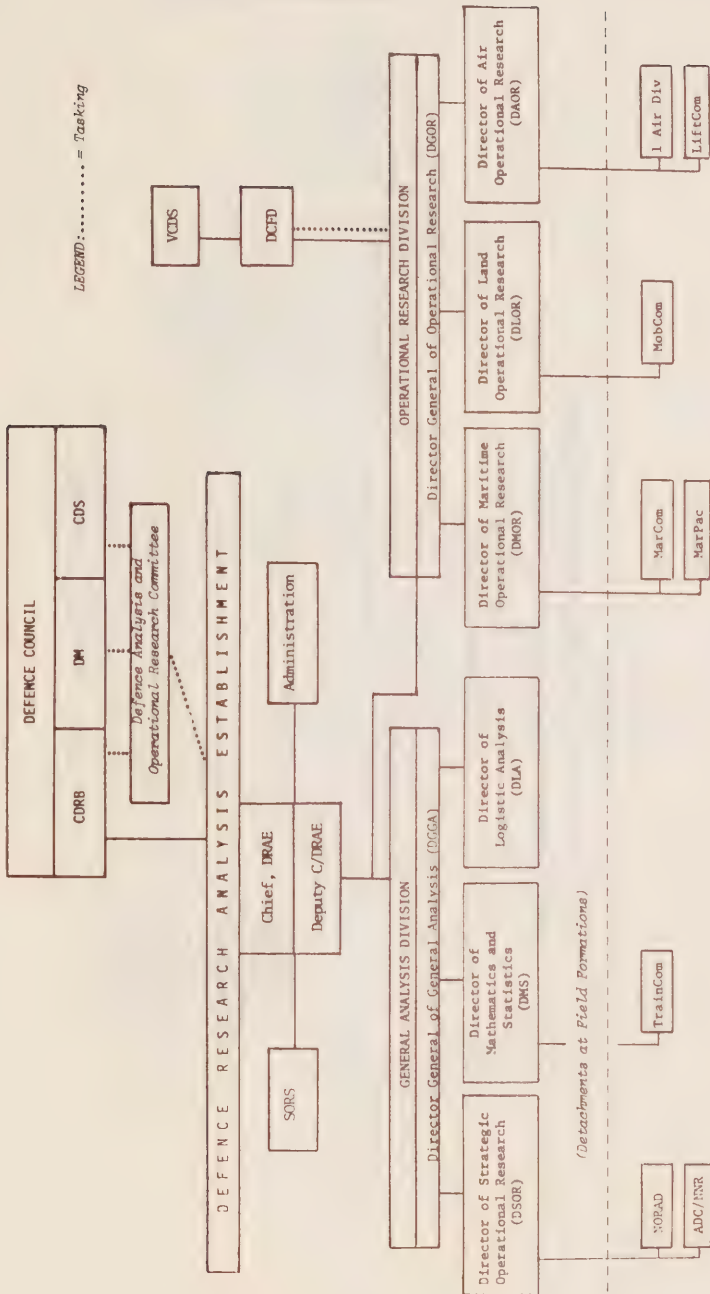 LEGEND:......... = Tasking
DEFENCE COUNCIL
CDRB
DM
CDS
Defence Analysis and
Operational Research Committee
VCDS
DCFD
DEFENCE RESEARCH ANALYSIS ESTABLISHMENT
SORS
Chief, DRAE
Deputy C/DRAE
Administration
GENERAL ANALYSIS DIVISION
Director General of General Analysis (DGGA)
OPERATIONAL RESEARCH DIVISION
Director General of Operational Research (DGOR)
Director of Strategic
Operational Research
(DSOR)
Director of
Mathematics and
Statistics
(DMS)
Director of
Logistic Analysis
(DLA)
Director of Maritime
Operational Research
(DMOR)
Director of Land
Operational Research
(DLOR)
Director of Air
Operational Research
(DAOR)
(Detachments at Field Formations)
NORAD
ADC/NNR
TrainCom
MarCom
MarPac
MobCom
1 Air Div
LiftCom